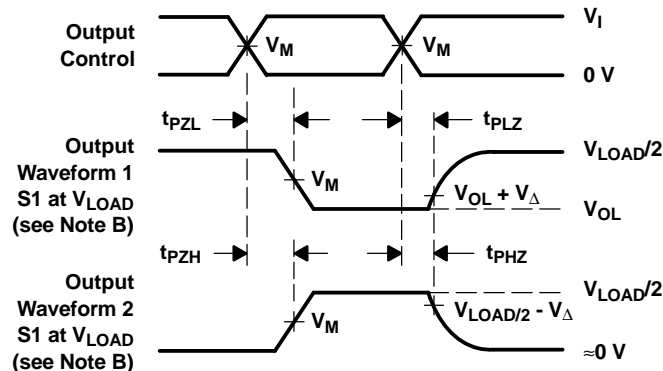 Output
Control
V_M
V_M
V_I
0 V
t_PZL
t_PLZ
Output
Waveform 1
S1 at V_LOAD
(see Note B)
V_M
V_OL + V_Δ
V_LOAD/2
V_OL
t_PZH
t_PHZ
Output
Waveform 2
S1 at V_LOAD
(see Note B)
V_M
V_LOAD/2 - V_Δ
V_LOAD/2
≈0 V